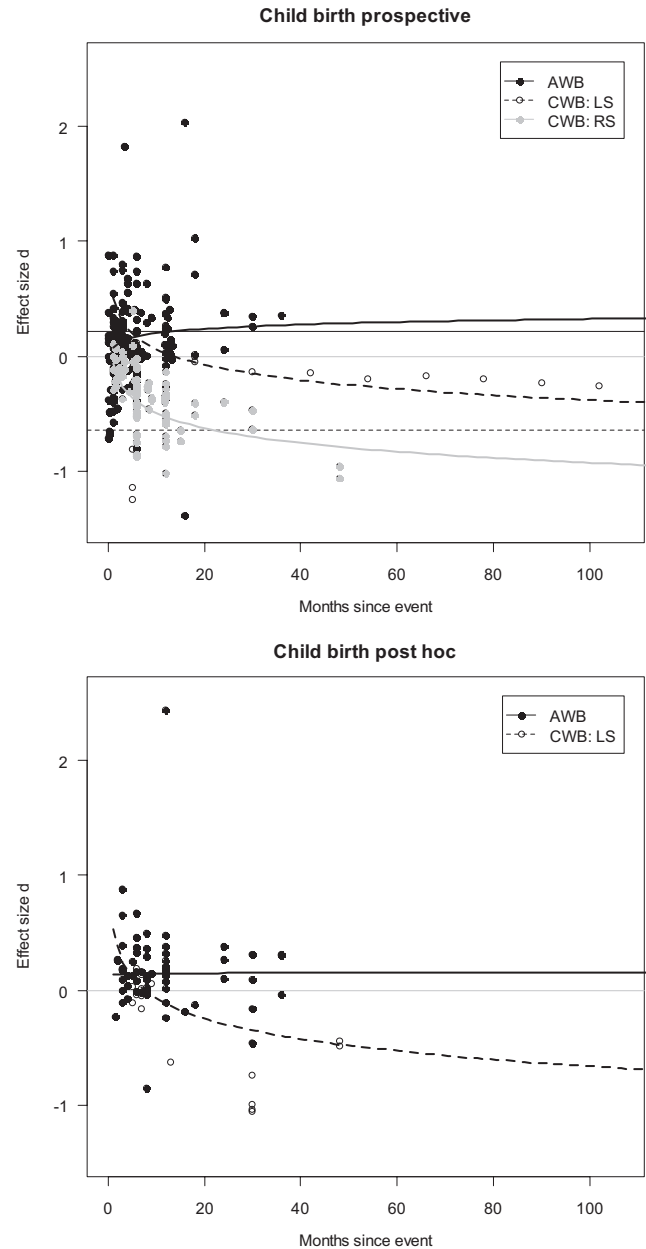 Child birth prospective
AWB
CWB: LS
CWB: RS
2
1
0
-1
Effect size d
0 20 40 60 80 100
Months since event
Child birth post hoc
AWB
CWB: LS
2
1
0
-1
Effect size d
0 20 40 60 80 100
Months since event